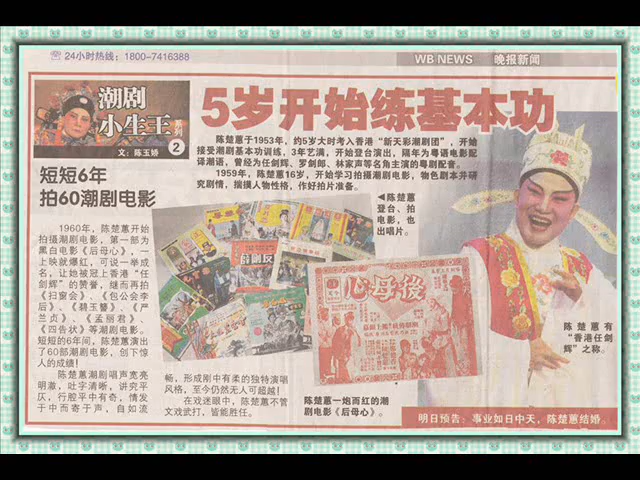 ☎ 24小时热线：1800-7416388
WB NEWS 晚报新闻
潮剧
小生王
系列
2
文：陈玉娇
5岁开始练基本功
陈楚蕙于1953年，约5岁大时考入香港“新天彩潮剧团”，开始
接受潮剧基本功训练，3年艺满，开始登台演出，隔年为粤语电影配
译潮语，曾经为任剑辉、罗剑郎、林家声等名角主演的粤剧配音。
1959年，陈楚蕙16岁，开始学习拍摄潮剧电影，物色剧本并研
究剧情，揣摸人物性格，作好拍片准备。
短短6年
拍60潮剧电影
1960年，陈楚蕙开始
拍摄潮剧电影，第一部为
黑白电影《后母心》，一
上映就爆红，可说一举成
名，让她被冠上香港“任
剑辉”的赞誉，继而再拍
《扫窗会》、《包公会李
后》、《碧玉簪》、《严
兰贞》、《孟丽君》、
《四告状》等潮剧电影。
短短的6年间，陈楚蕙演出
了60部潮剧电影，创下惊
人的成绩！
陈楚蕙潮剧唱声宽亮
明澈，吐字清晰，讲究平
仄，行腔平中有奇，情发
于中而寄于声，自如流
畅，形成刚中有柔的独特演唱
风格，至今仍然无人可超越！
在戏迷眼中，陈楚蕙不管
文戏武打，皆能胜任。
◀陈楚蕙
登台、拍
电影，也
出唱片。
心母後
陈楚蕙一炮而红的潮
剧电影《后母心》。
陈楚蕙有
“香港任剑
辉”之称。
明日预告：事业如日中天，陈楚蕙结婚。